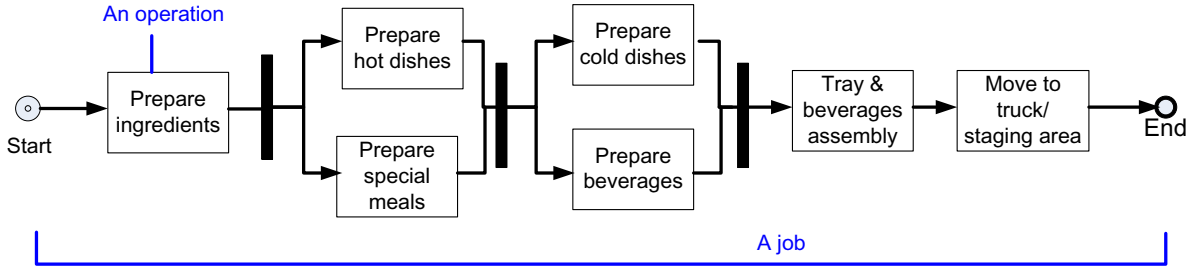 An operation
Start
Prepare
ingredients
Prepare
hot dishes
Prepare
special
meals
Prepare
cold dishes
Prepare
beverages
Tray &
beverages
assembly
Move to
truck/
staging area
End
A job